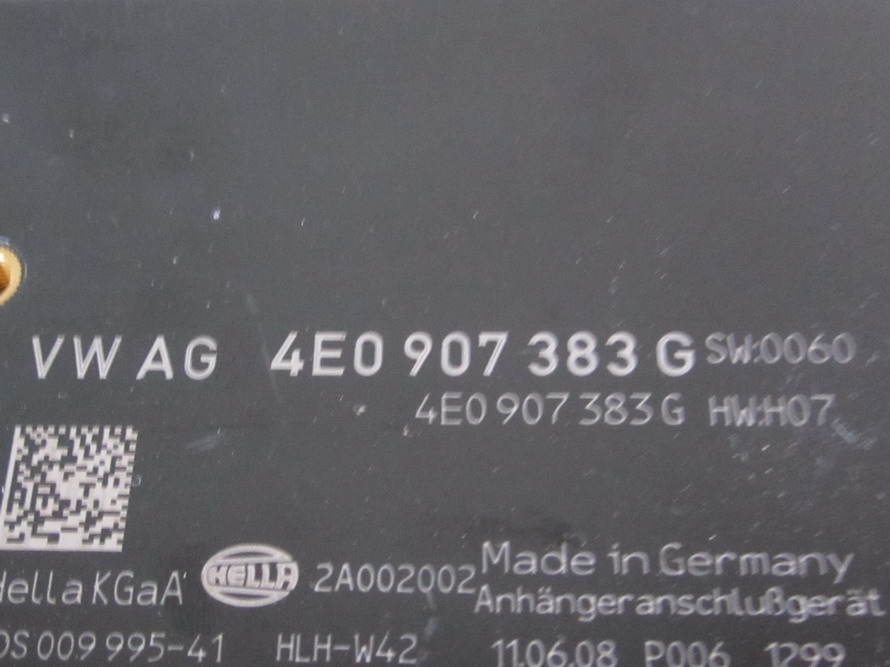 VW AG 4E0 907 383 G SW:0060
4E0 907 383 G HW:H07
Made in Germany
Hella KGaA HELLA 2A002002
Anhängeranschlußgerät
009 995-41 HLH-W42 11.06.08 P006 1299